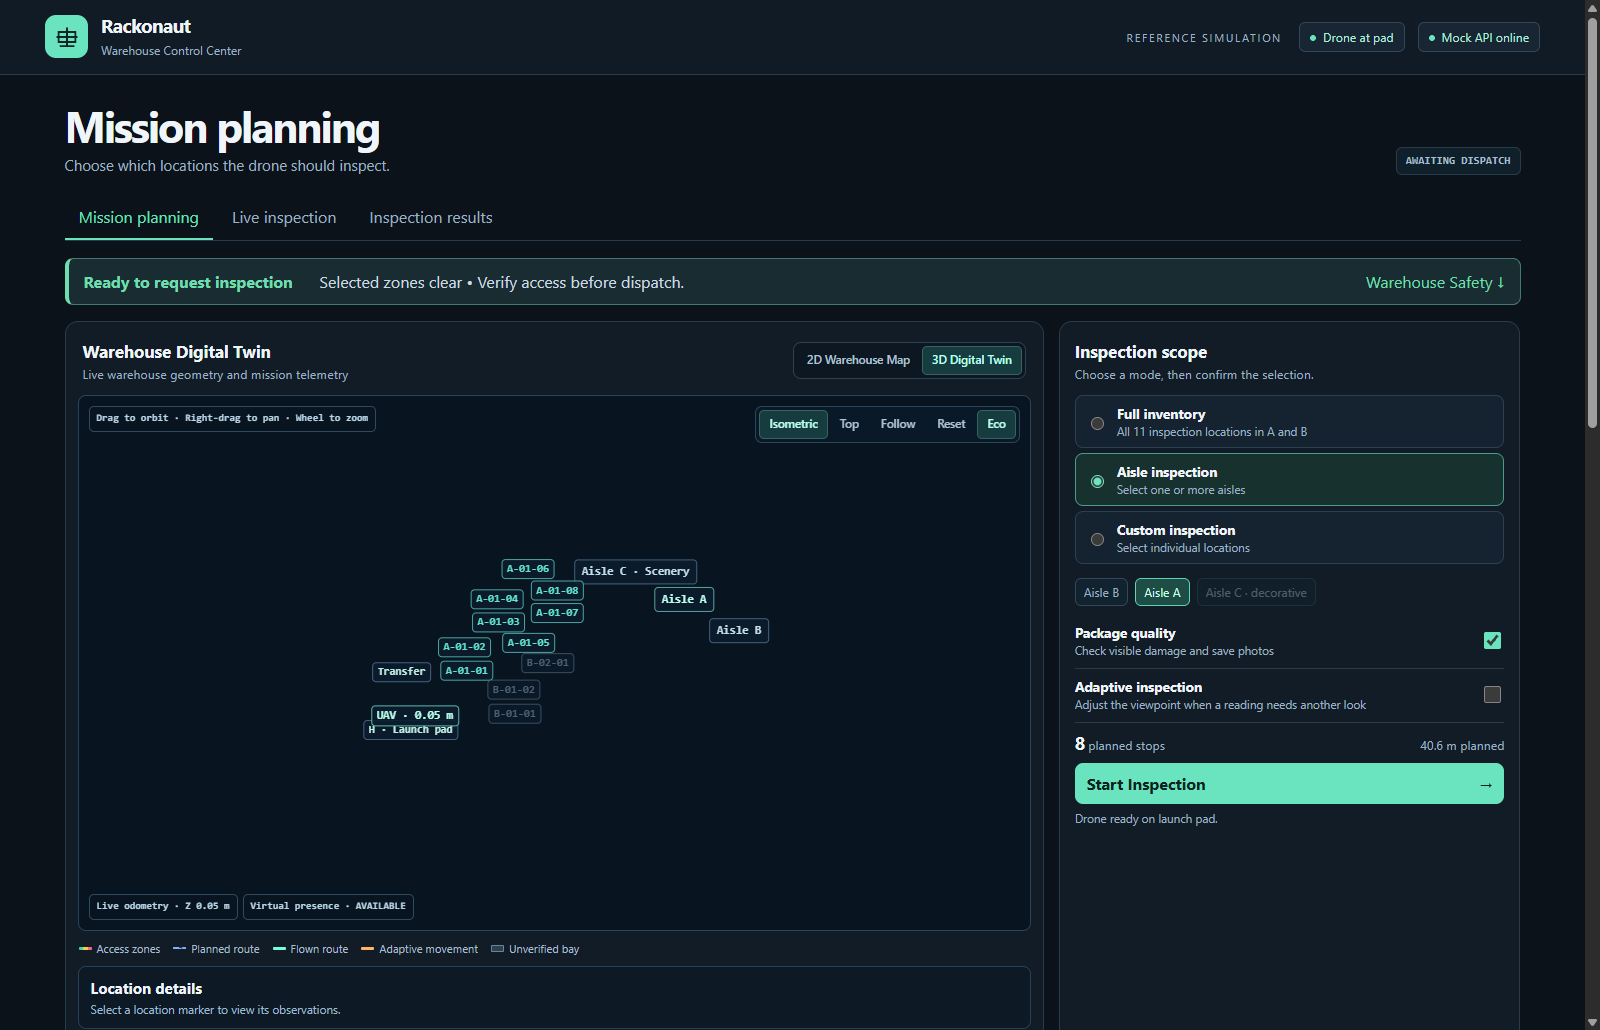 Rackonaut
Warehouse Control Center
REFERENCE SIMULATION
Drone at pad
Mock API online
Mission planning
Choose which locations the drone should inspect.
AWAITING DISPATCH
Mission planning
Live inspection
Inspection results
Ready to request inspection
Selected zones clear • Verify access before dispatch.
Warehouse Safety ↓
Warehouse Digital Twin
Live warehouse geometry and mission telemetry
2D Warehouse Map
3D Digital Twin
Drag to orbit · Right-drag to pan · Wheel to zoom
Isometric
Top
Follow
Reset
Eco
A-01-06
Aisle C · Scenery
A-01-08
A-01-04
Aisle A
A-01-07
A-01-03
Aisle B
A-01-05
A-01-02
B-02-01
Transfer
A-01-01
B-01-02
UAV · 0.05 m
B-01-01
H · Launch pad
Live odometry · Z 0.05 m
Virtual presence · AVAILABLE
Access zones
Planned route
Flown route
Adaptive movement
Unverified bay
Location details
Select a location marker to view its observations.
Inspection scope
Choose a mode, then confirm the selection.
Full inventory
All 11 inspection locations in A and B
Aisle inspection
Select one or more aisles
Custom inspection
Select individual locations
Aisle B
Aisle A
Aisle C · decorative
Package quality
Check visible damage and save photos
Adaptive inspection
Adjust the viewpoint when a reading needs another look
8 planned stops
40.6 m planned
Start Inspection →
Drone ready on launch pad.